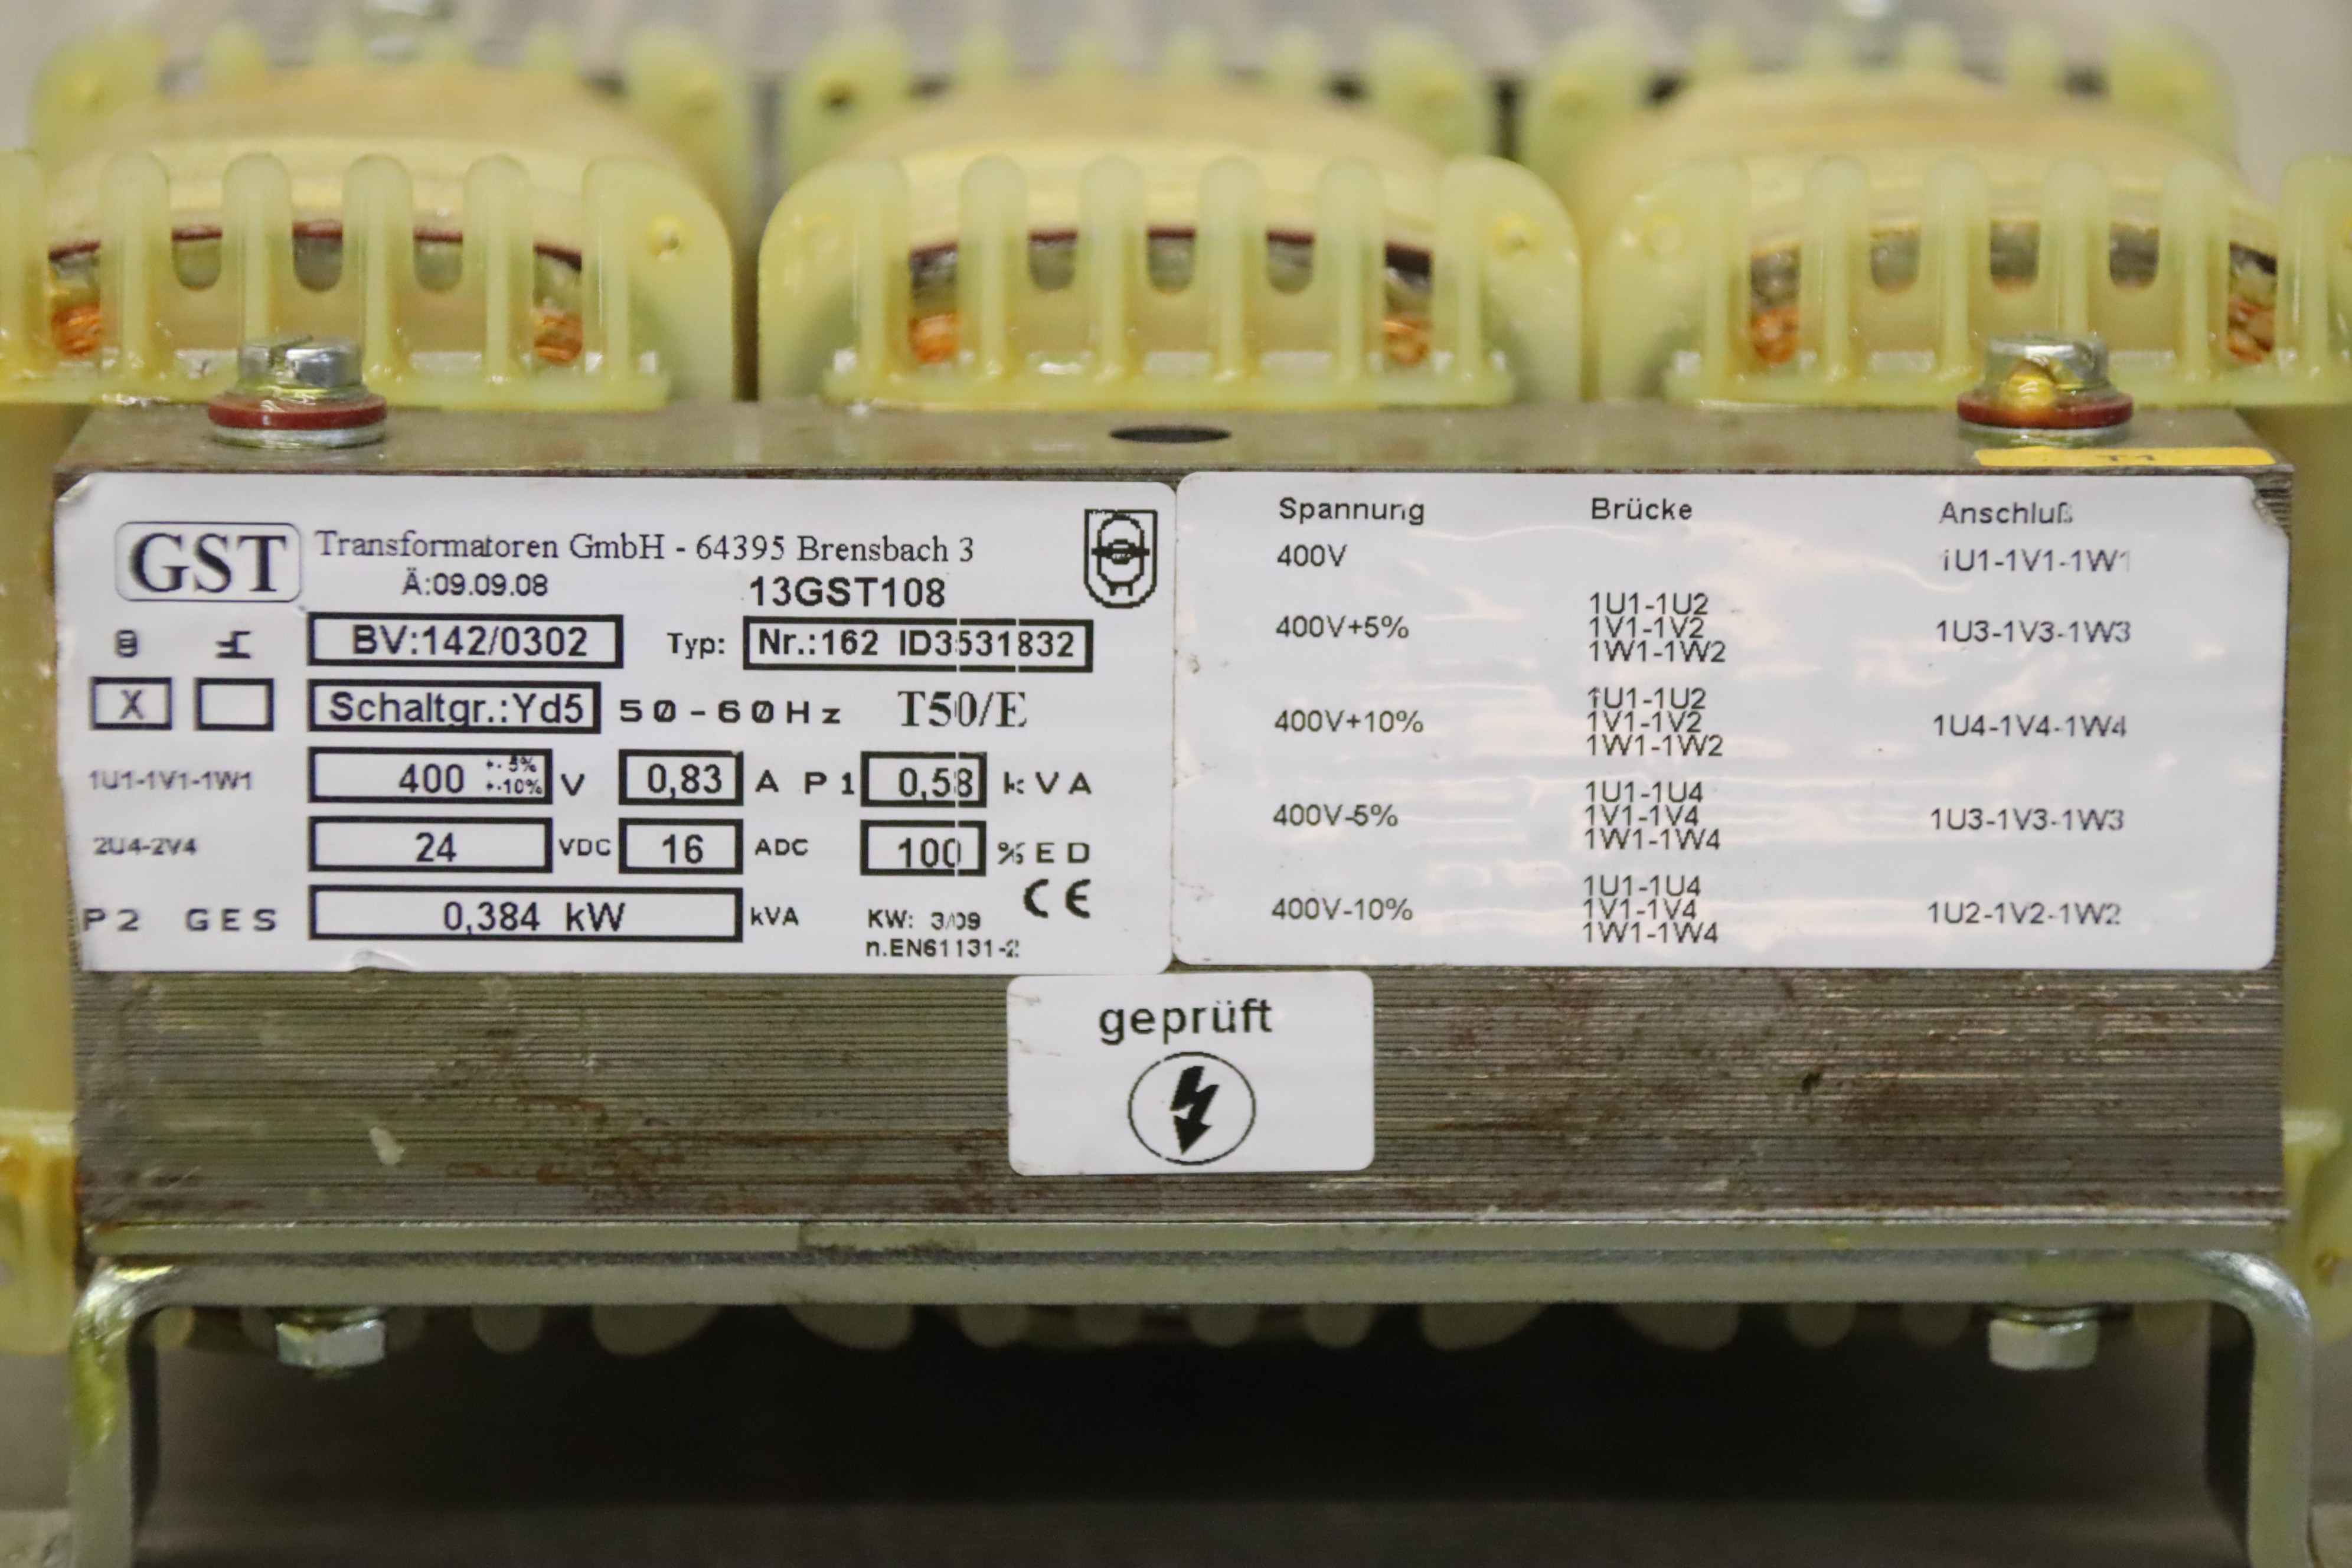 GST Transformatoren GmbH - 64395 Brensbach 3
Ä:09.09.08 13GST108
BV:142/0302 Typ: Nr.:162 ID3531832
X Schaltgr.:Yd5 50-60Hz T50/E
1U1-1V1-1W1 400 +-5% +-10% V 0,83 A P1 0,58 kVA
2U4-2V4 24 VDC 16 ADC 100 %ED
CE
P2 GES 0,384 kW kVA KW: 3/09
n.EN61131-2
Spannung Brücke Anschluß
400V 1U1-1V1-1W1
1U1-1U2
400V+5% 1V1-1V2 1U3-1V3-1W3
1W1-1W2
1U1-1U2
400V+10% 1V1-1V2 1U4-1V4-1W4
1W1-1W2
1U1-1U4
400V-5% 1V1-1V4 1U3-1V3-1W3
1W1-1W4
1U1-1U4
400V-10% 1V1-1V4 1U2-1V2-1W2
1W1-1W4
geprüft